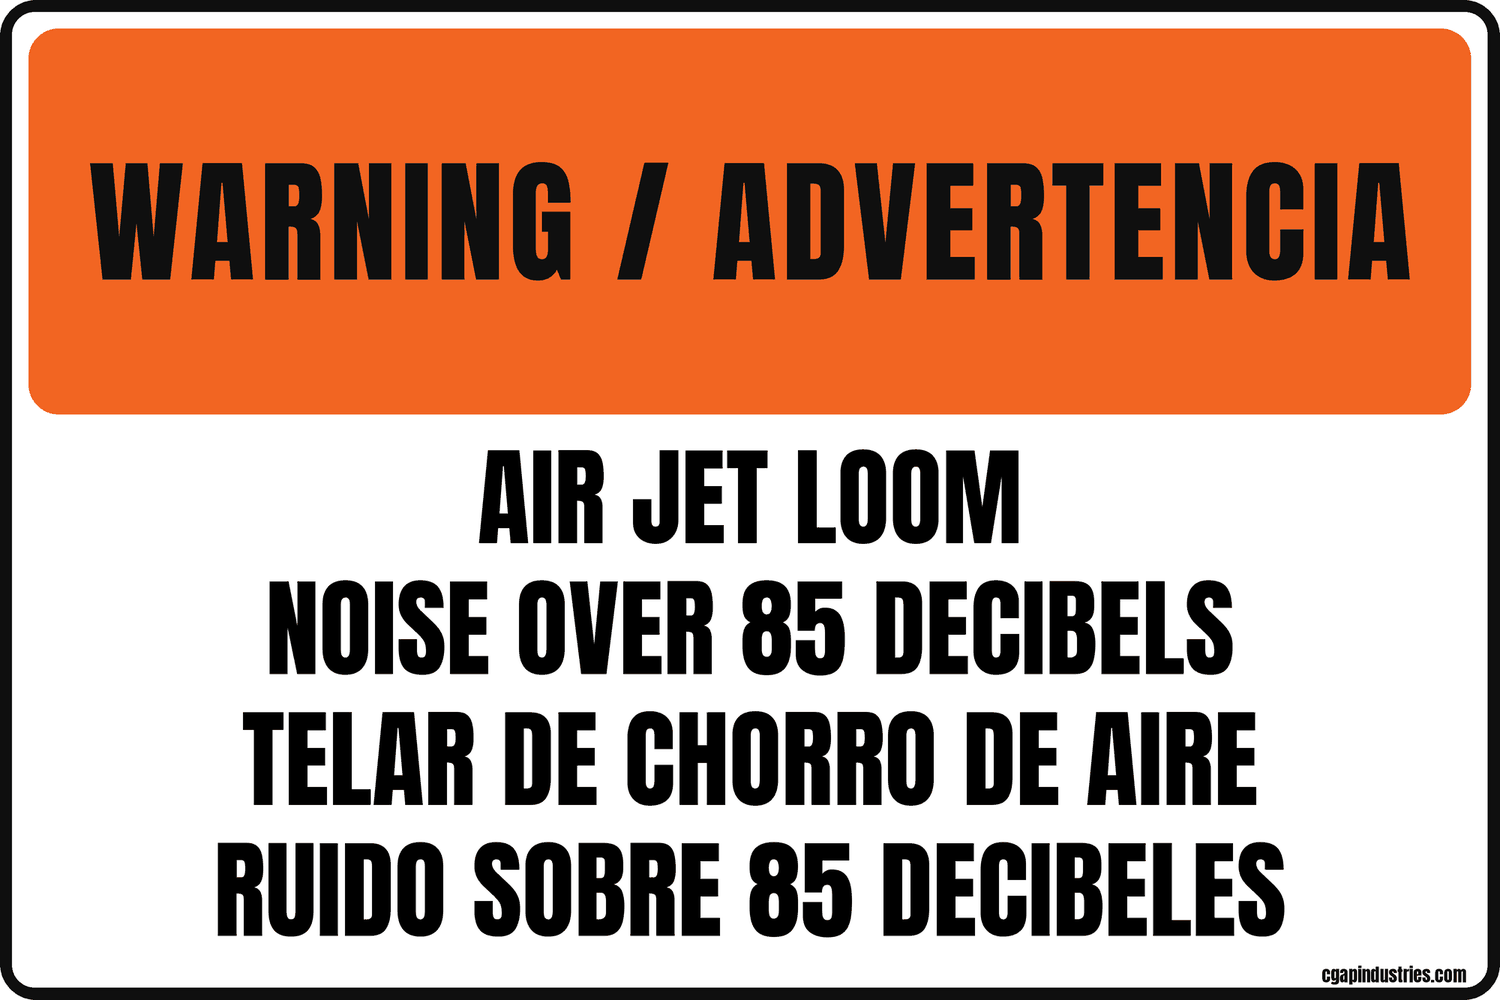 WARNING / ADVERTENCIA
AIR JET LOOM
NOISE OVER 85 DECIBELS
TELAR DE CHORRO DE AIRE
RUIDO SOBRE 85 DECIBELES
cgapindustries.com